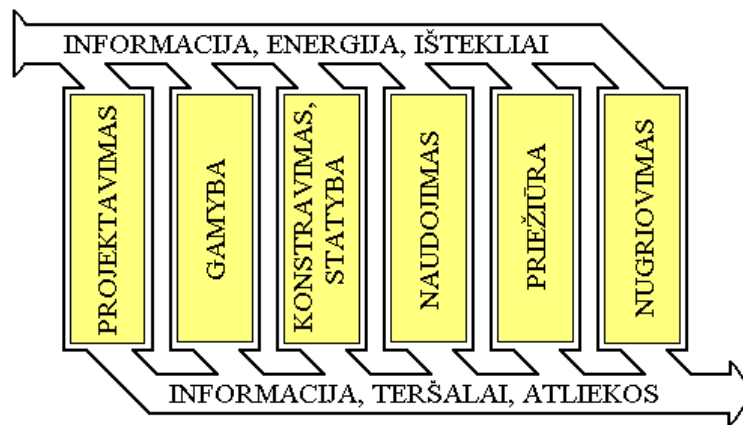 INFORMACIJA, ENERGIJA, IŠTEKLIAI
PROJEKTAVIMAS
GAMYBA
KONSTRAVIMAS,
STATYBA
NAUDOJIMAS
PRIEŽIŪRA
NUGRIOVIMAS
INFORMACIJA, TERŠALAI, ATLIEKOS